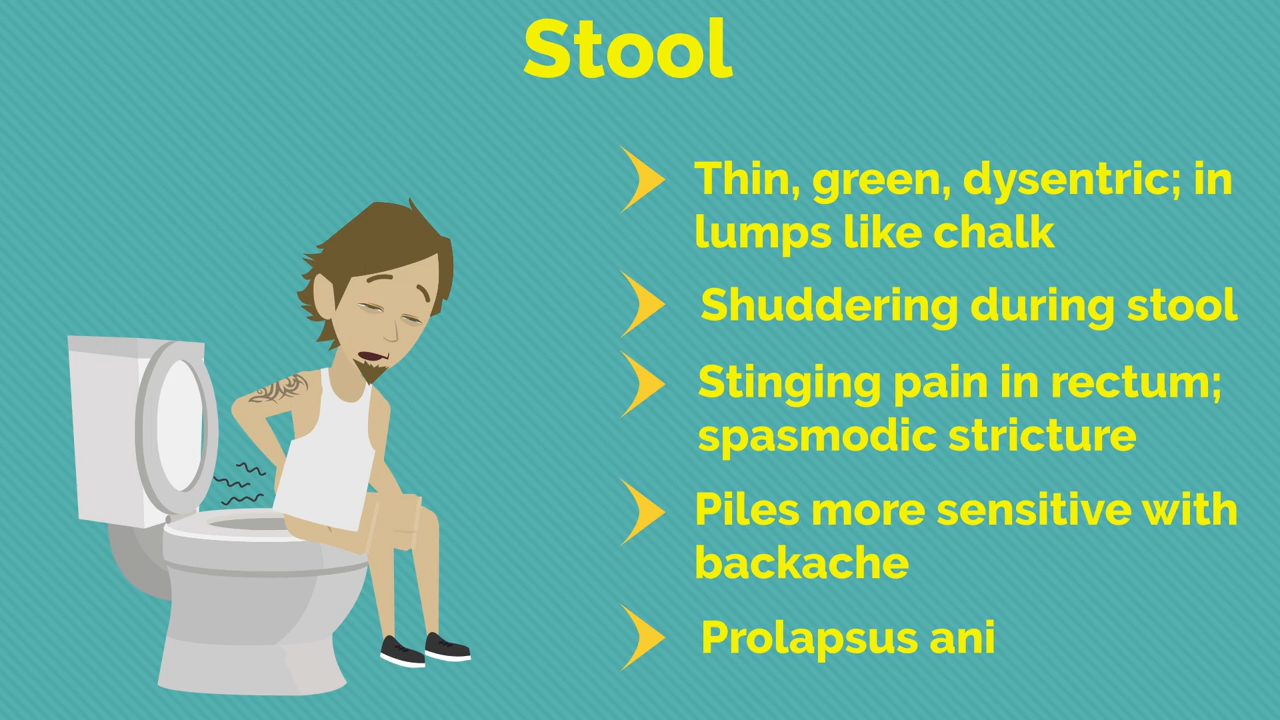 Stool
Thin, green, dysentric; in
lumps like chalk
Shuddering during stool
Stinging pain in rectum;
spasmodic stricture
Piles more sensitive with
backache
Prolapsus ani